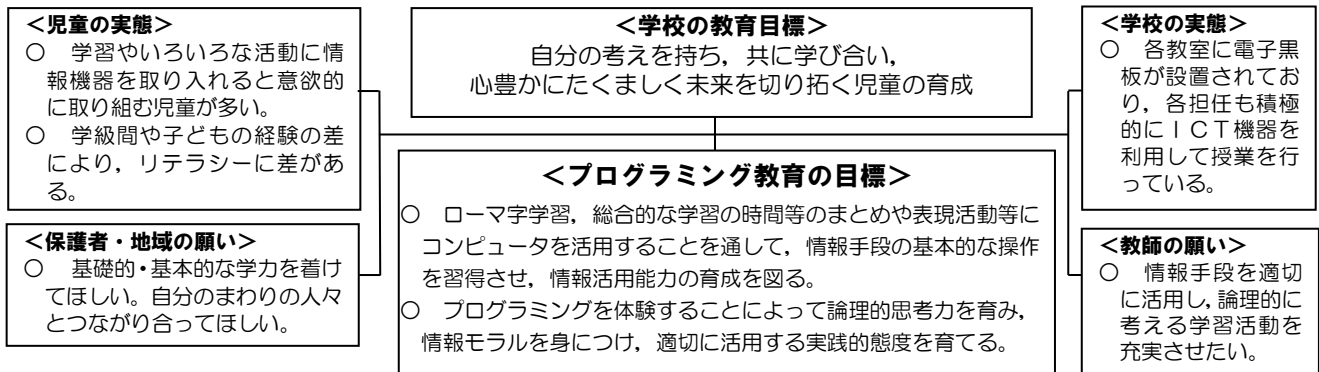 ＜児童の実態＞
○　学習やいろいろな活動に情
報機器を取り入れると意欲的
に取り組む児童が多い。
○　学級間や子どもの経験の差
により，リテラシーに差があ
る。
＜保護者・地域の願い＞
○　基礎的・基本的な学力を着け
てほしい。自分のまわりの人々
とつながり合ってほしい。
＜学校の教育目標＞
自分の考えを持ち，共に学び合い，
心豊かにたくましく未来を切り拓く児童の育成
＜プログラミング教育の目標＞
○　ローマ字学習，総合的な学習の時間等のまとめや表現活動等に
コンピュータを活用することを通して，情報手段の基本的な操作
を習得させ，情報活用能力の育成を図る。
○　プログラミングを体験することによって論理的思考力を育み，
情報モラルを身につけ，適切に活用する実践的態度を育てる。
＜学校の実態＞
○　各教室に電子黒
板が設置されてお
り，各担任も積極
的にＩＣＴ機器を
利用して授業を行
っている。
＜教師の願い＞
○　情報手段を適切
に活用し，論理的に
考える学習活動を
充実させたい。